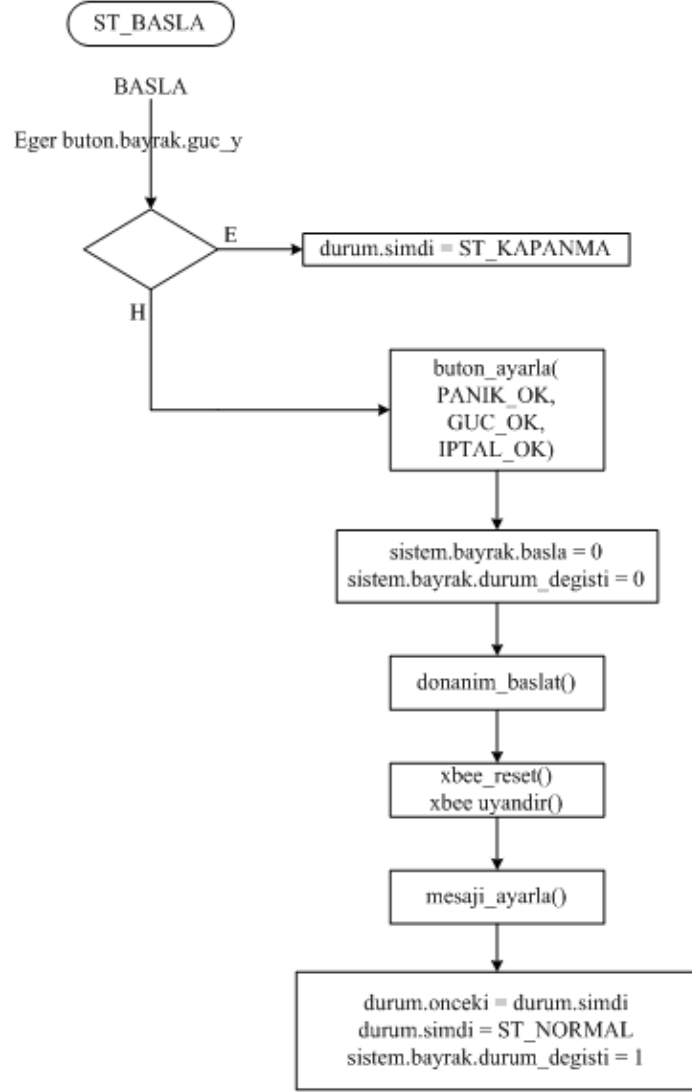 ST_BASLA
BASLA
Eger buton.bayrak.guc_y
E
durum.simdi = ST_KAPANMA
H
buton_ayarla(
PANIK_OK,
GUC_OK,
IPTAL_OK)
sistem.bayrak.basla = 0
sistem.bayrak.durum_degisti = 0
donanim_baslat()
xbee_reset()
xbee uyandir()
mesaji_ayarla()
durum.onceki = durum.simdi
durum.simdi = ST_NORMAL
sistem.bayrak.durum_degisti = 1